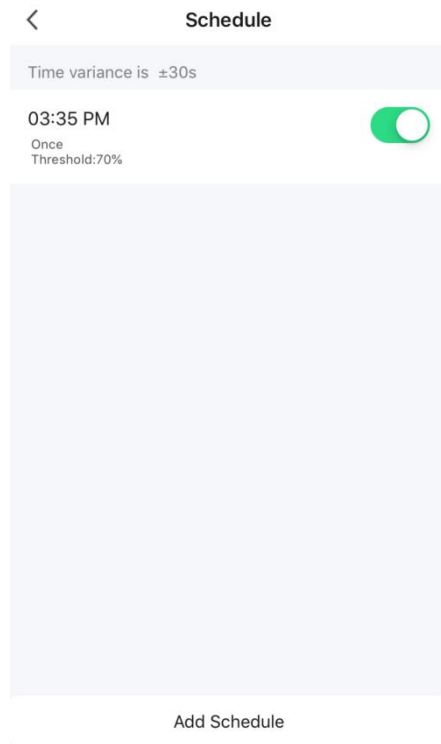 Schedule
Time variance is ±30s
03:35 PM
Once
Threshold:70%
Add Schedule